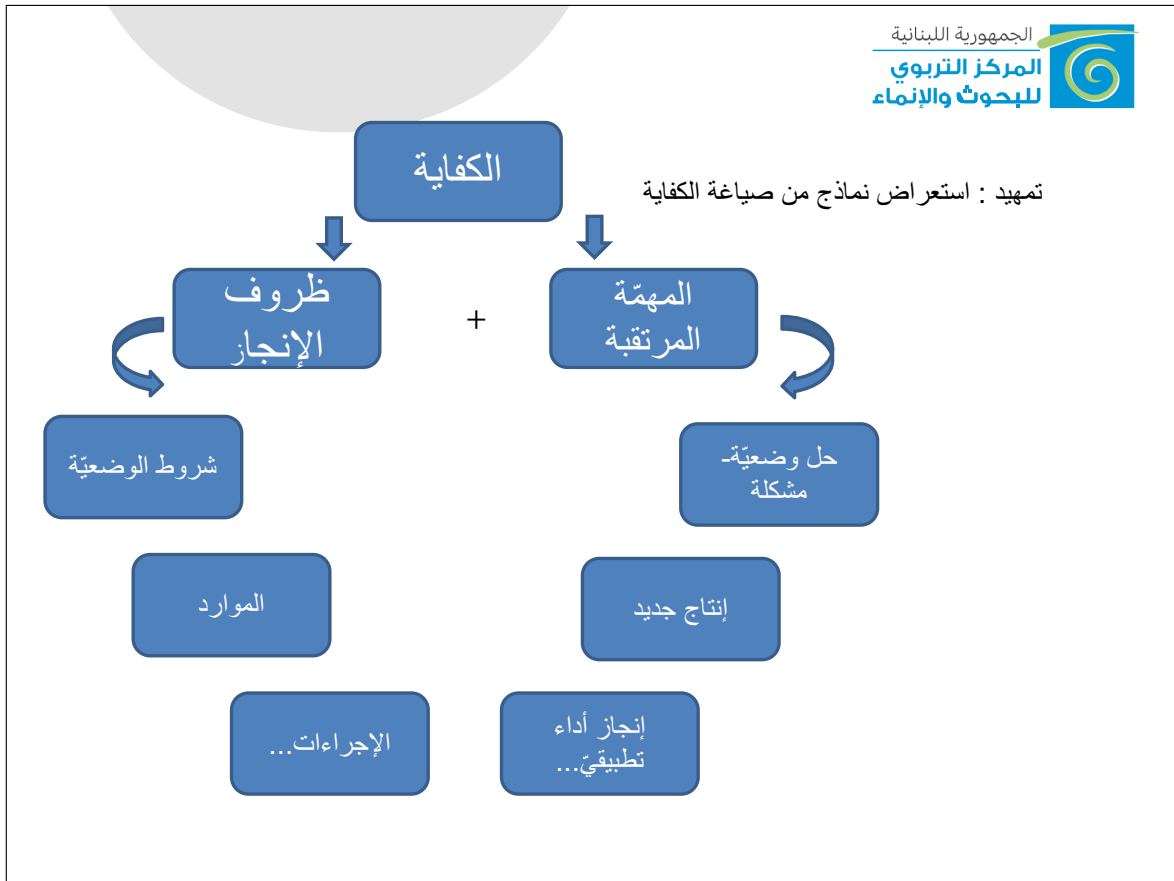 الجمهورية اللبنانية
المركز التربوي
للبحوث والإنماء
الكفاية
تمهيد : استعراض نماذج من صياغة الكفاية
المهمّة
المرتقبة
+
ظروف
الإنجاز
حل وضعيّة-
مشكلة
شروط الوضعيّة
إنتاج جديد
الموارد
إنجاز أداء
تطبيقيّ...
الإجراءات...